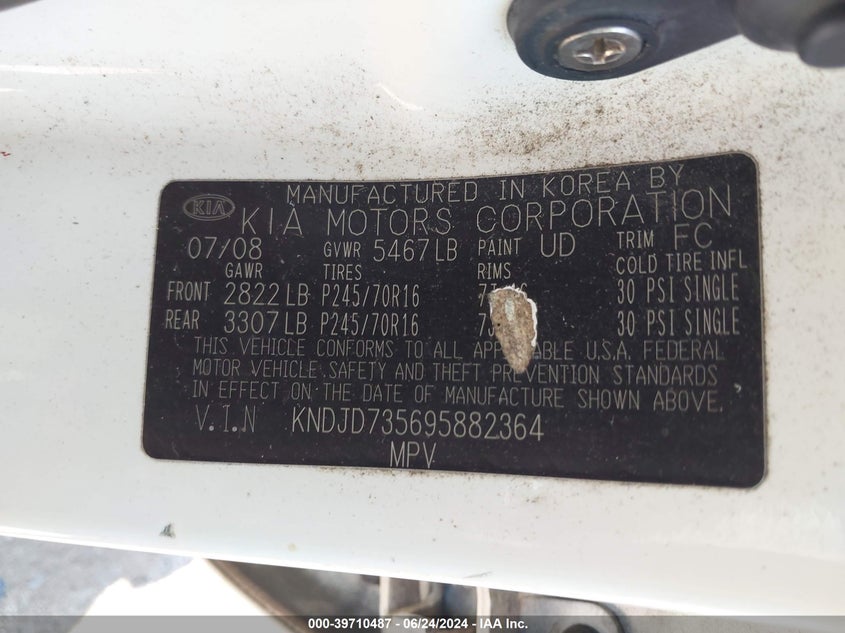 MANUFACTURED IN KOREA BY
KIA KIA MOTORS CORPORATION
07/08 GVWR 5467LB PAINT UD TRIM FC
GAWR TIRES RIMS COLD TIRE INFL
FRONT 2822LB P245/70R16 30 PSI SINGLE
REAR 3307LB P245/70R16 30 PSI SINGLE
THIS VEHICLE CONFORMS TO ALL U.S.A. FEDERAL
MOTOR VEHICLE SAFETY AND THEFT PREVENTION STANDARDS
IN EFFECT ON THE DATE OF MANUFACTURE SHOWN ABOVE.
V.I.N KNDJD735695882364
MPV
000-39710487 - 06/24/2024 - IAA Inc.